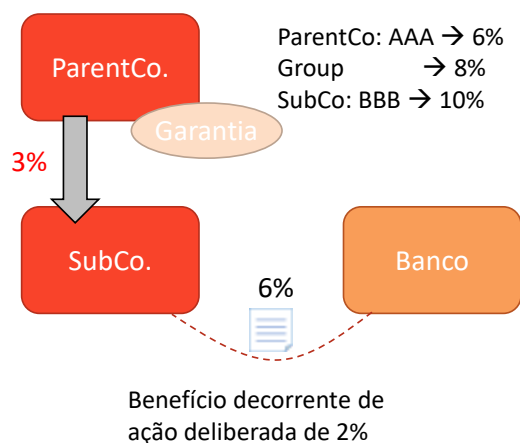 ParentCo: AAA → 6%
Group → 8%
SubCo: BBB → 10%
ParentCo.
Garantia
3%
SubCo.
Banco
6%
Benefício decorrente de
ação deliberada de 2%